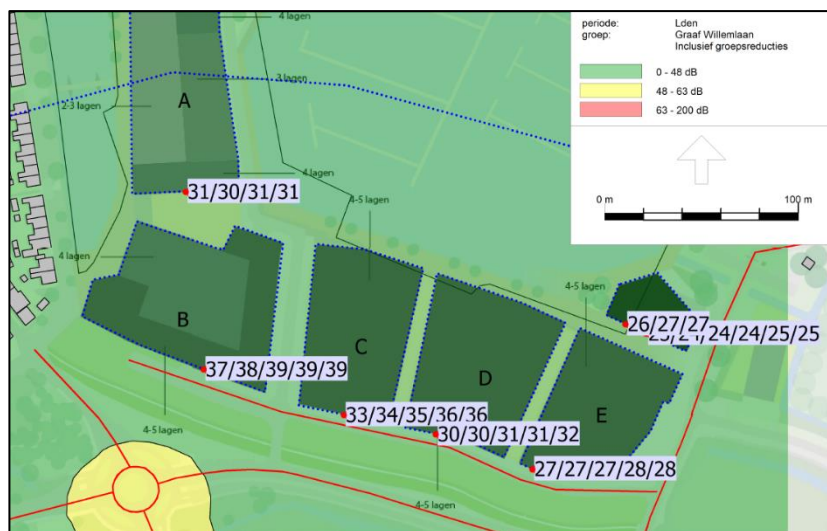 4 lagen
periode: Lden
groep: Graaf Willemlaan
Inclusief groepsreducties
0 - 48 dB
48 - 63 dB
63 - 200 dB
3 lagen
2-3 lagen
A
4 lagen
31/30/31/31
4-5 lagen
0 m 100 m
4 lagen
4-5 lagen
26/27/27
24/24/25/25
B
C
D
E
37/38/39/39/39
33/34/35/36/36
4-5 lagen
30/30/31/31/32
27/27/27/28/28
4-5 lagen